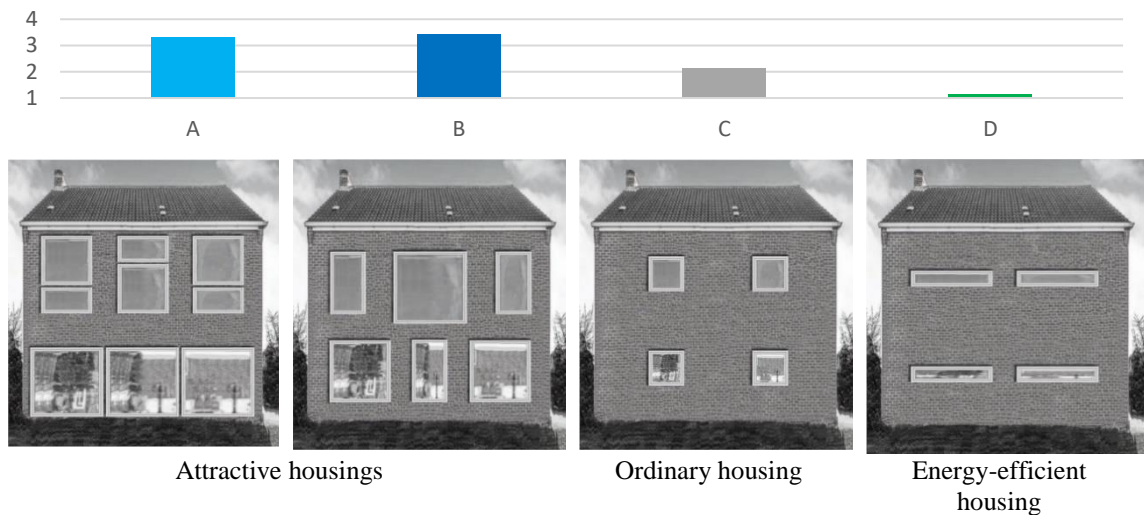 4
3
2
1
A B C D
Attractive housings Ordinary housing Energy-efficient
housing